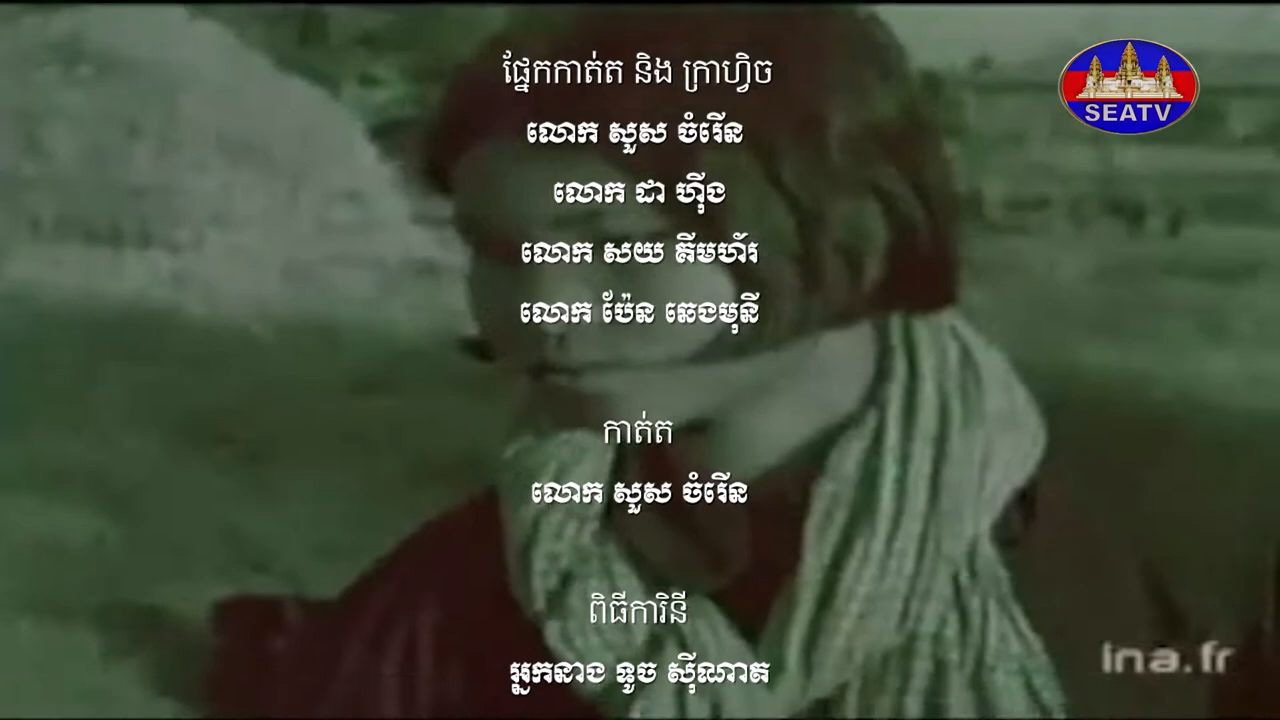 ផ្នែកកាត់ត និង ក្រាហ្វិច
SEATV
លោក សួស ចំរើន
លោក ដា ហ៊ីង
លោក សយ តីមហ័រ
លោក ប៉ែន ឆេងមុនី
កាត់ត
លោក សួស ចំរើន
ពិធីការិនី
អ្នកនាង ទូច ស៊ីណាត
ina.fr